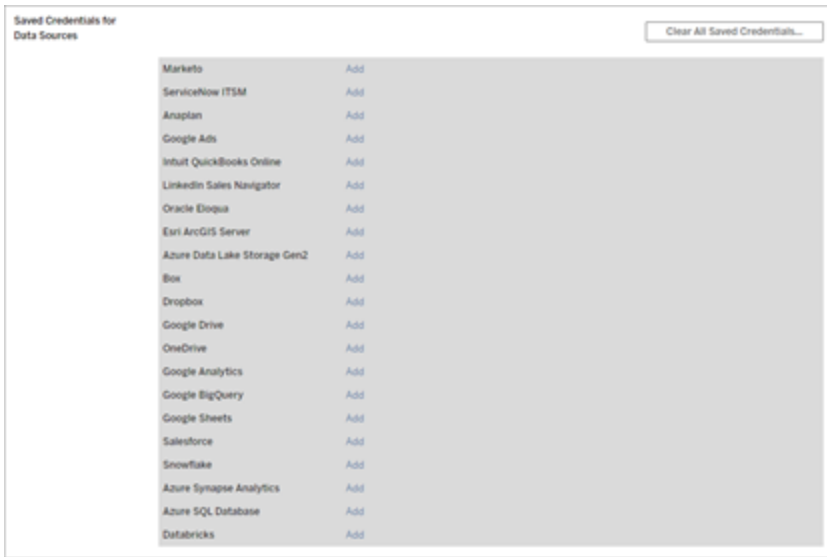 Saved Credentials for
Data Sources
Clear All Saved Credentials...
Marketo Add
ServiceNow ITSM Add
Anaplan Add
Google Ads Add
Intuit QuickBooks Online Add
LinkedIn Sales Navigator Add
Oracle Eloqua Add
Esri ArcGIS Server Add
Azure Data Lake Storage Gen2 Add
Box Add
Dropbox Add
Google Drive Add
OneDrive Add
Google Analytics Add
Google BigQuery Add
Google Sheets Add
Salesforce Add
Snowflake Add
Azure Synapse Analytics Add
Azure SQL Database Add
Databricks Add